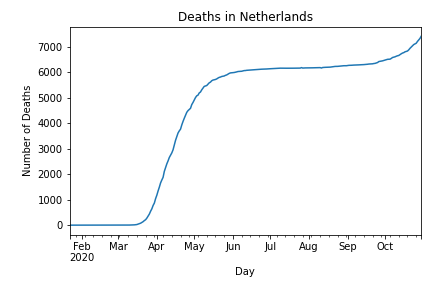 Deaths in Netherlands
Number of Deaths
7000
6000
5000
4000
3000
2000
1000
0
Feb Mar Apr May Jun Jul Aug Sep Oct
2020
Day